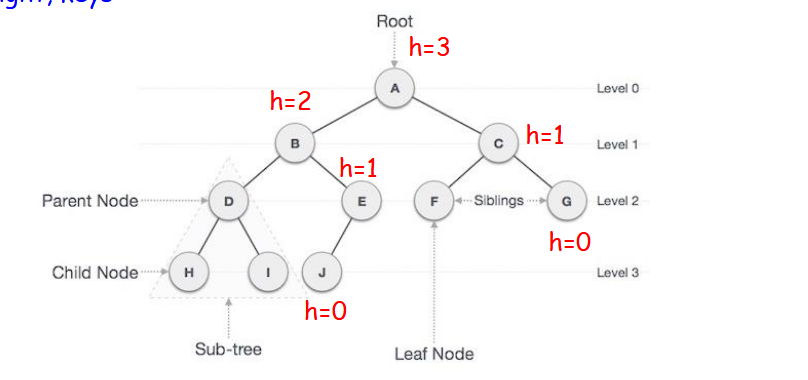 Root
h=3
A
Level 0
h=2
B
C
h=1
Level 1
h=1
Parent Node
D
E
F
Siblings
G
Level 2
h=0
Child Node
H
I
J
Level 3
h=0
Sub-tree
Leaf Node